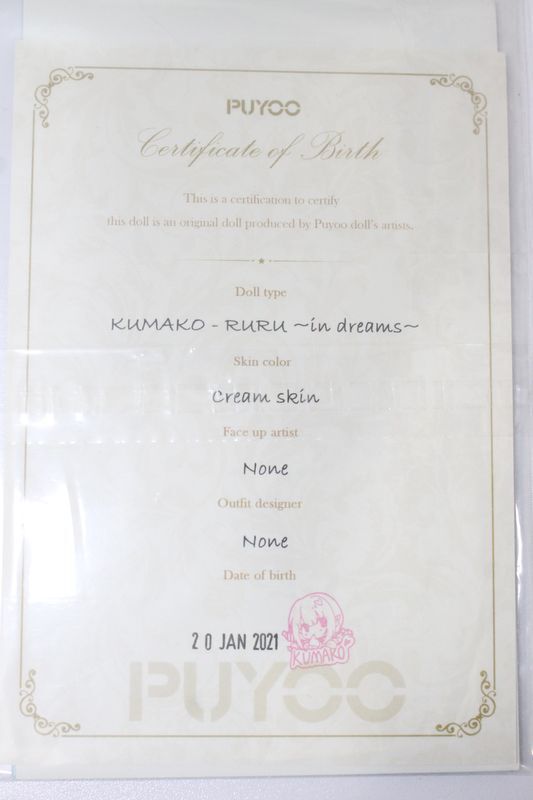 PUYOO
Certificate of Birth
This is a certification to certify
this doll is an original doll produced by Puyoo doll's artists.
Doll type
KUMAKO - RURU ~in dreams~
Skin color
Cream skin
Face up artist
None
Outfit designer
None
Date of birth
20 JAN 2021
KUMAKO
PUYOO